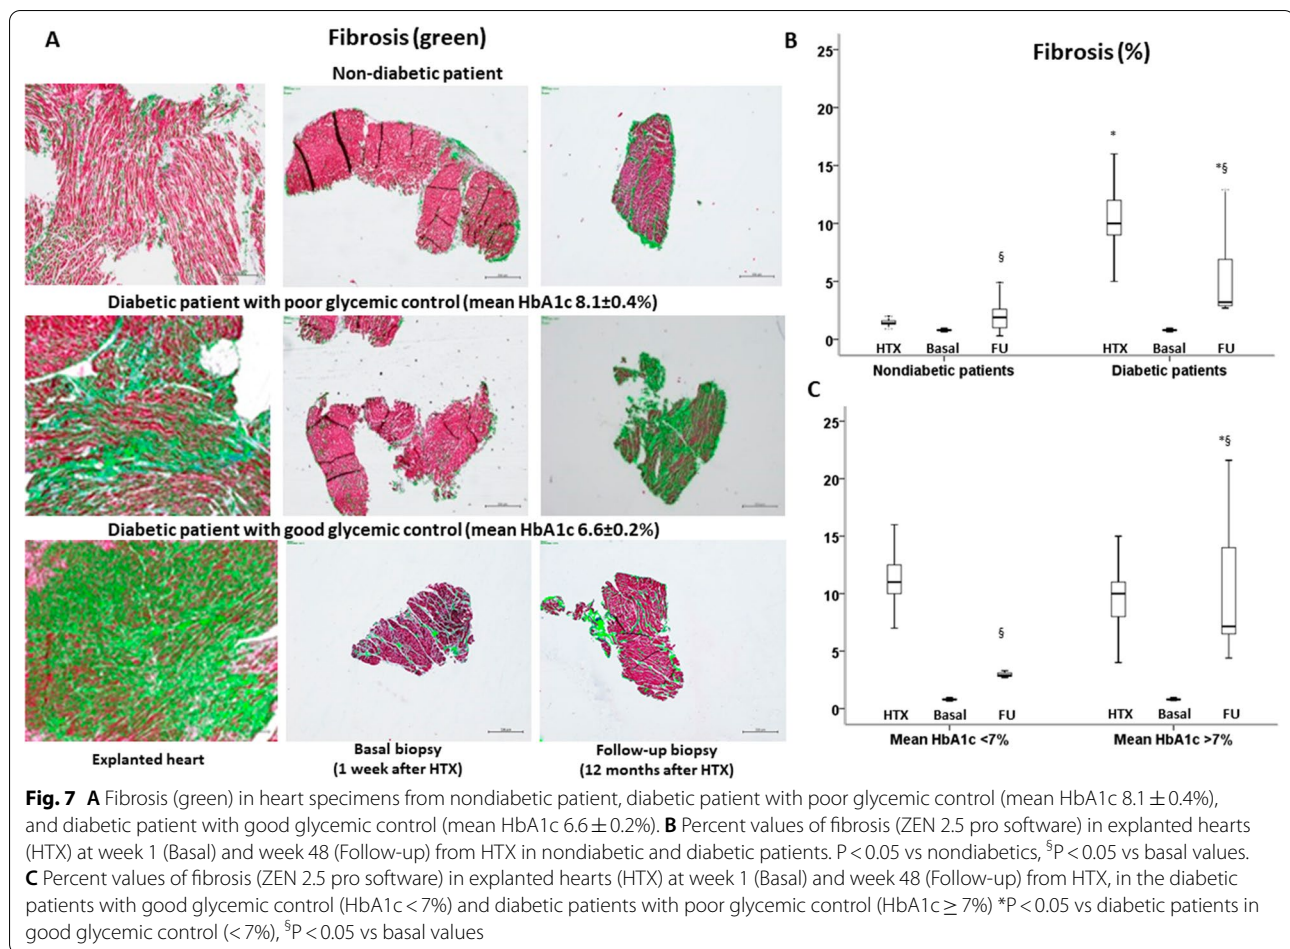 A
Fibrosis (green)
Non-diabetic patient
Diabetic patient with poor glycemic control (mean HbA1c 8.1±0.4%)
Diabetic patient with good glycemic control (mean HbA1c 6.6±0.2%)
Explanted heart
Basal biopsy
(1 week after HTX)
Follow-up biopsy
(12 months after HTX)
B
Fibrosis (%)
25
20
15
10
5
0
*
*§
§
HTX Basal FU HTX Basal FU
Nondiabetic patients Diabetic patients
C
25
20
15
10
5
0
*§
§
HTX Basal FU HTX Basal FU
Mean HbA1c <7% Mean HbA1c >7%
Fig. 7 A Fibrosis (green) in heart specimens from nondiabetic patient, diabetic patient with poor glycemic control (mean HbA1c 8.1 ± 0.4%),
and diabetic patient with good glycemic control (mean HbA1c 6.6 ± 0.2%). B Percent values of fibrosis (ZEN 2.5 pro software) in explanted hearts
(HTX) at week 1 (Basal) and week 48 (Follow-up) from HTX in nondiabetic and diabetic patients. P < 0.05 vs nondiabetics, §P < 0.05 vs basal values.
C Percent values of fibrosis (ZEN 2.5 pro software) in explanted hearts (HTX) at week 1 (Basal) and week 48 (Follow-up) from HTX, in the diabetic
patients with good glycemic control (HbA1c < 7%) and diabetic patients with poor glycemic control (HbA1c ≥ 7%) *P < 0.05 vs diabetic patients in
good glycemic control (< 7%), §P < 0.05 vs basal values